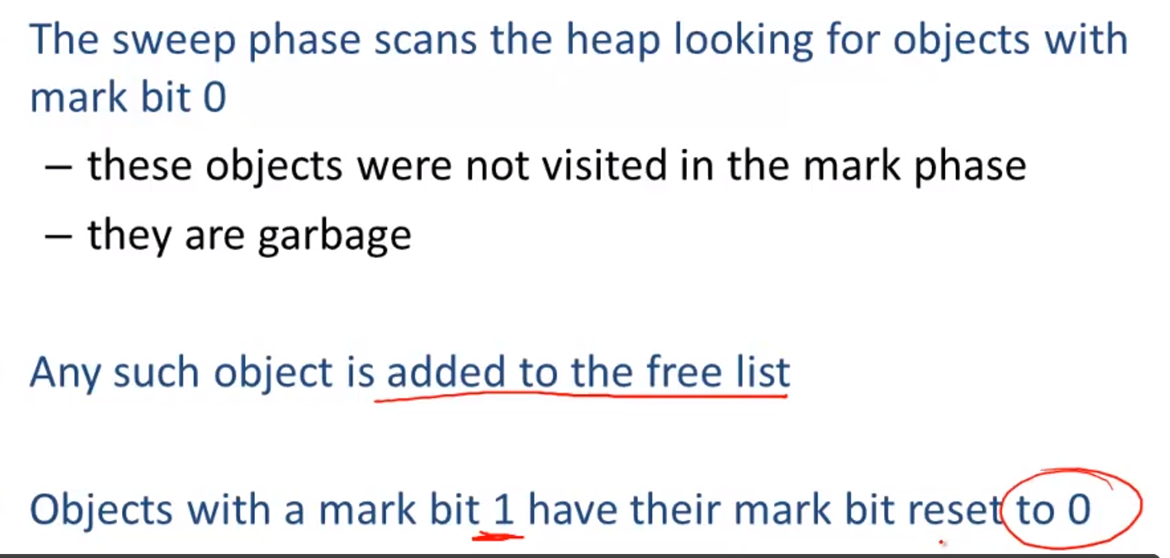 The sweep phase scans the heap looking for objects with
mark bit 0
– these objects were not visited in the mark phase
– they are garbage
Any such object is added to the free list
Objects with a mark bit 1 have their mark bit reset to 0